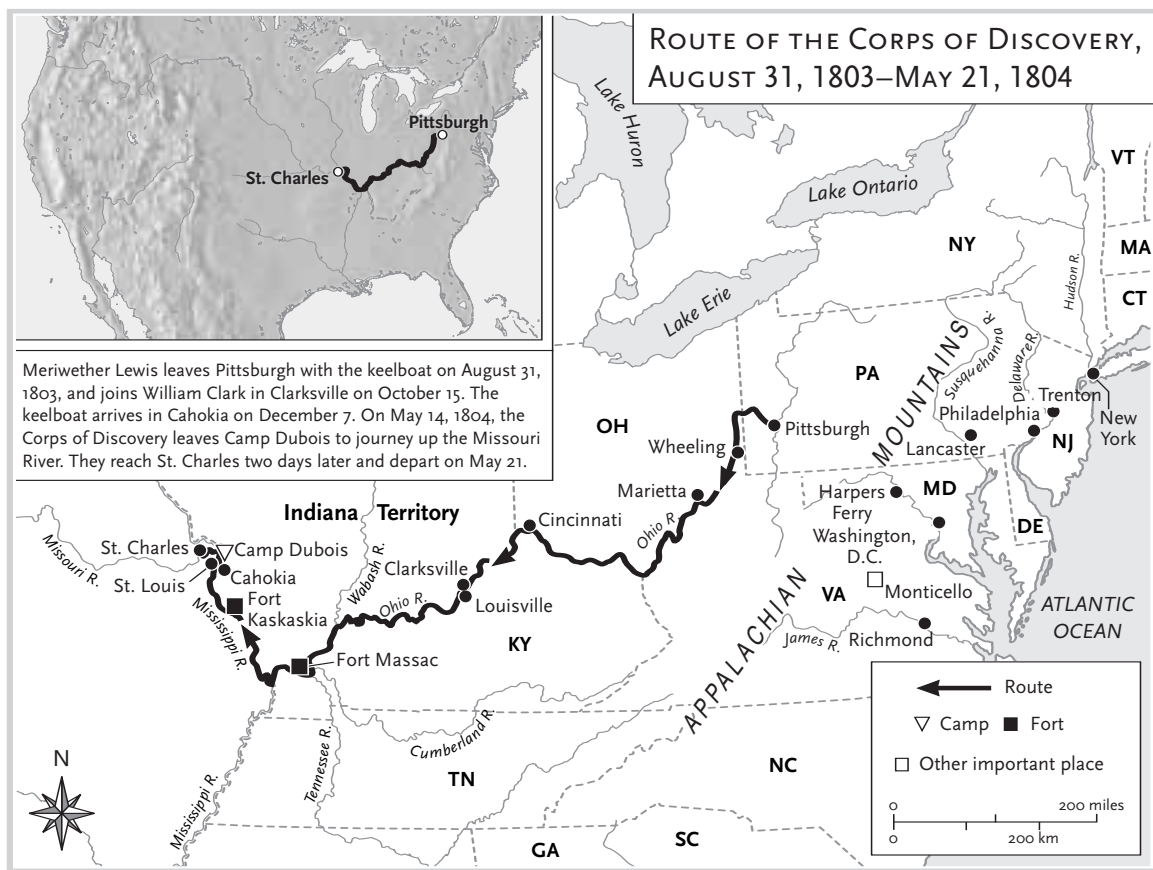 ROUTE OF THE CORPS OF DISCOVERY,
AUGUST 31, 1803–MAY 21, 1804
Pittsburgh
St. Charles
Meriwether Lewis leaves Pittsburgh with the keelboat on August 31,
1803, and joins William Clark in Clarksville on October 15. The
keelboat arrives in Cahokia on December 7. On May 14, 1804, the
Corps of Discovery leaves Camp Dubois to journey up the Missouri
River. They reach St. Charles two days later and depart on May 21.
Lake Huron
Lake Ontario
Lake Erie
VT
NY
MA
CT
Hudson R.
PA
MOUNTAINS
Susquehanna R.
Delaware R.
Trenton
Philadelphia
New
York
NJ
Lancaster
OH
Pittsburgh
Wheeling
Marietta
Ohio R.
Harpers
Ferry
MD
Washington,
D.C.
DE
Monticello
VA
James R.
Richmond
ATLANTIC
OCEAN
APPALACHIAN
Indiana Territory
Cincinnati
St. Charles
Camp Dubois
Missouri R.
St. Louis
Cahokia
Fort
Kaskaskia
Mississippi R.
Wabash R.
Clarksville
Louisville
Ohio R.
KY
Fort Massac
Cumberland R.
Tennessee R.
Mississippi R.
TN
NC
GA
SC
N
Route
Camp
Fort
Other important place
0
200 miles
0
200 km